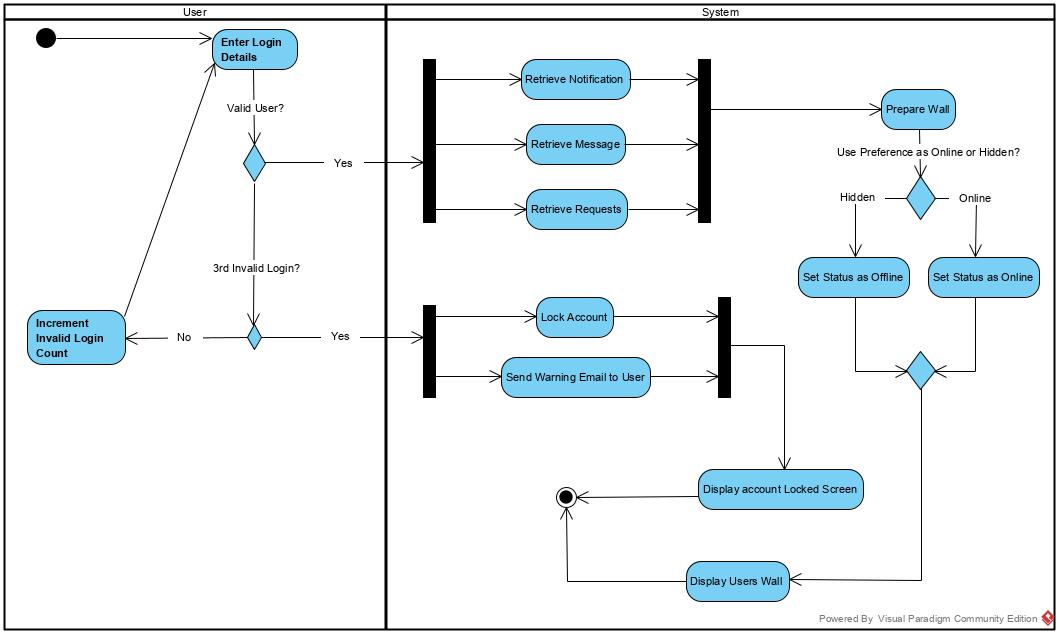 User
System
Enter Login
Details
Valid User?
Yes
3rd Invalid Login?
Increment
Invalid Login
Count
No
Yes
Retrieve Notification
Retrieve Message
Retrieve Requests
Prepare Wall
Use Preference as Online or Hidden?
Hidden
Online
Set Status as Offline
Set Status as Online
Lock Account
Send Warning Email to User
Display account Locked Screen
Display Users Wall
Powered By Visual Paradigm Community Edition